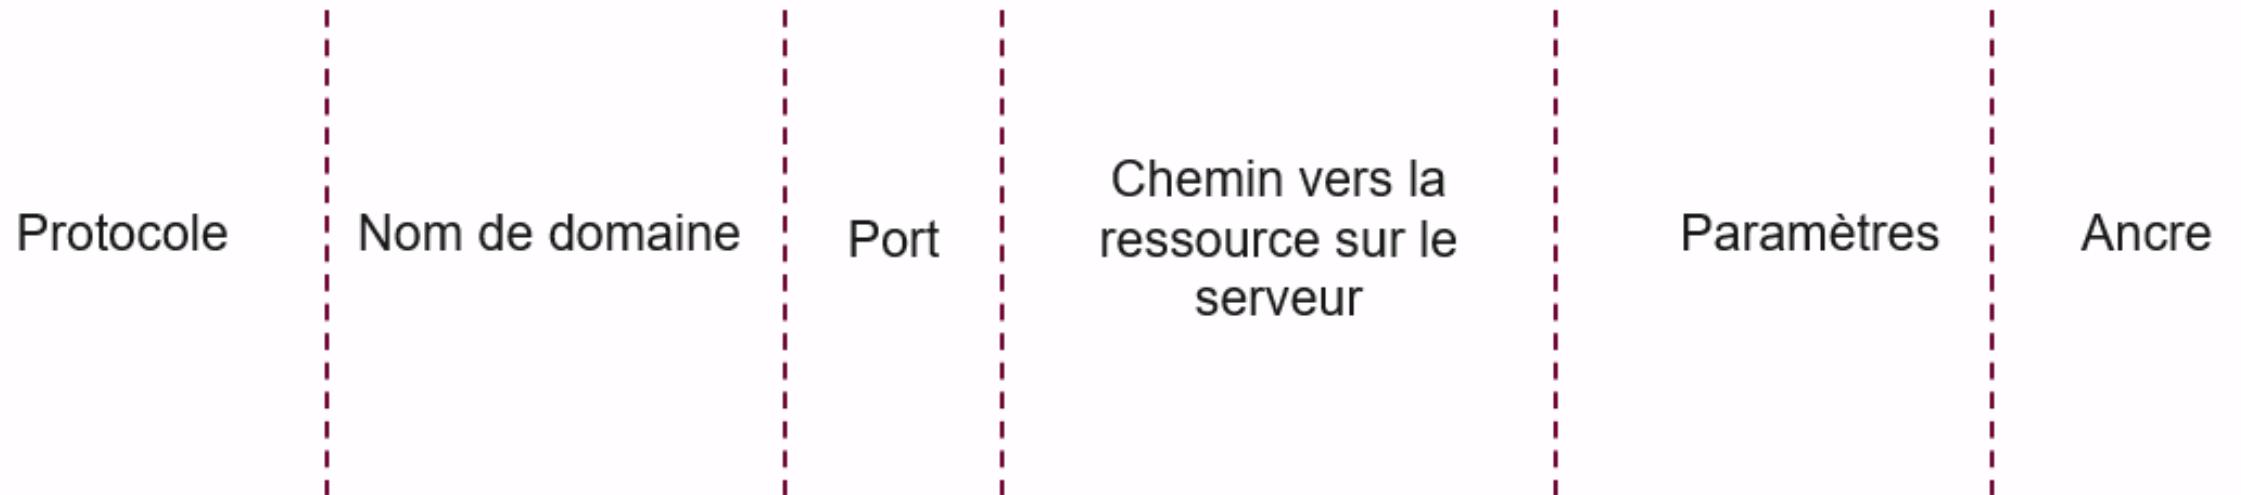 Protocole
Nom de domaine
Port
Chemin vers la
ressource sur le
serveur
Paramètres
Ancre